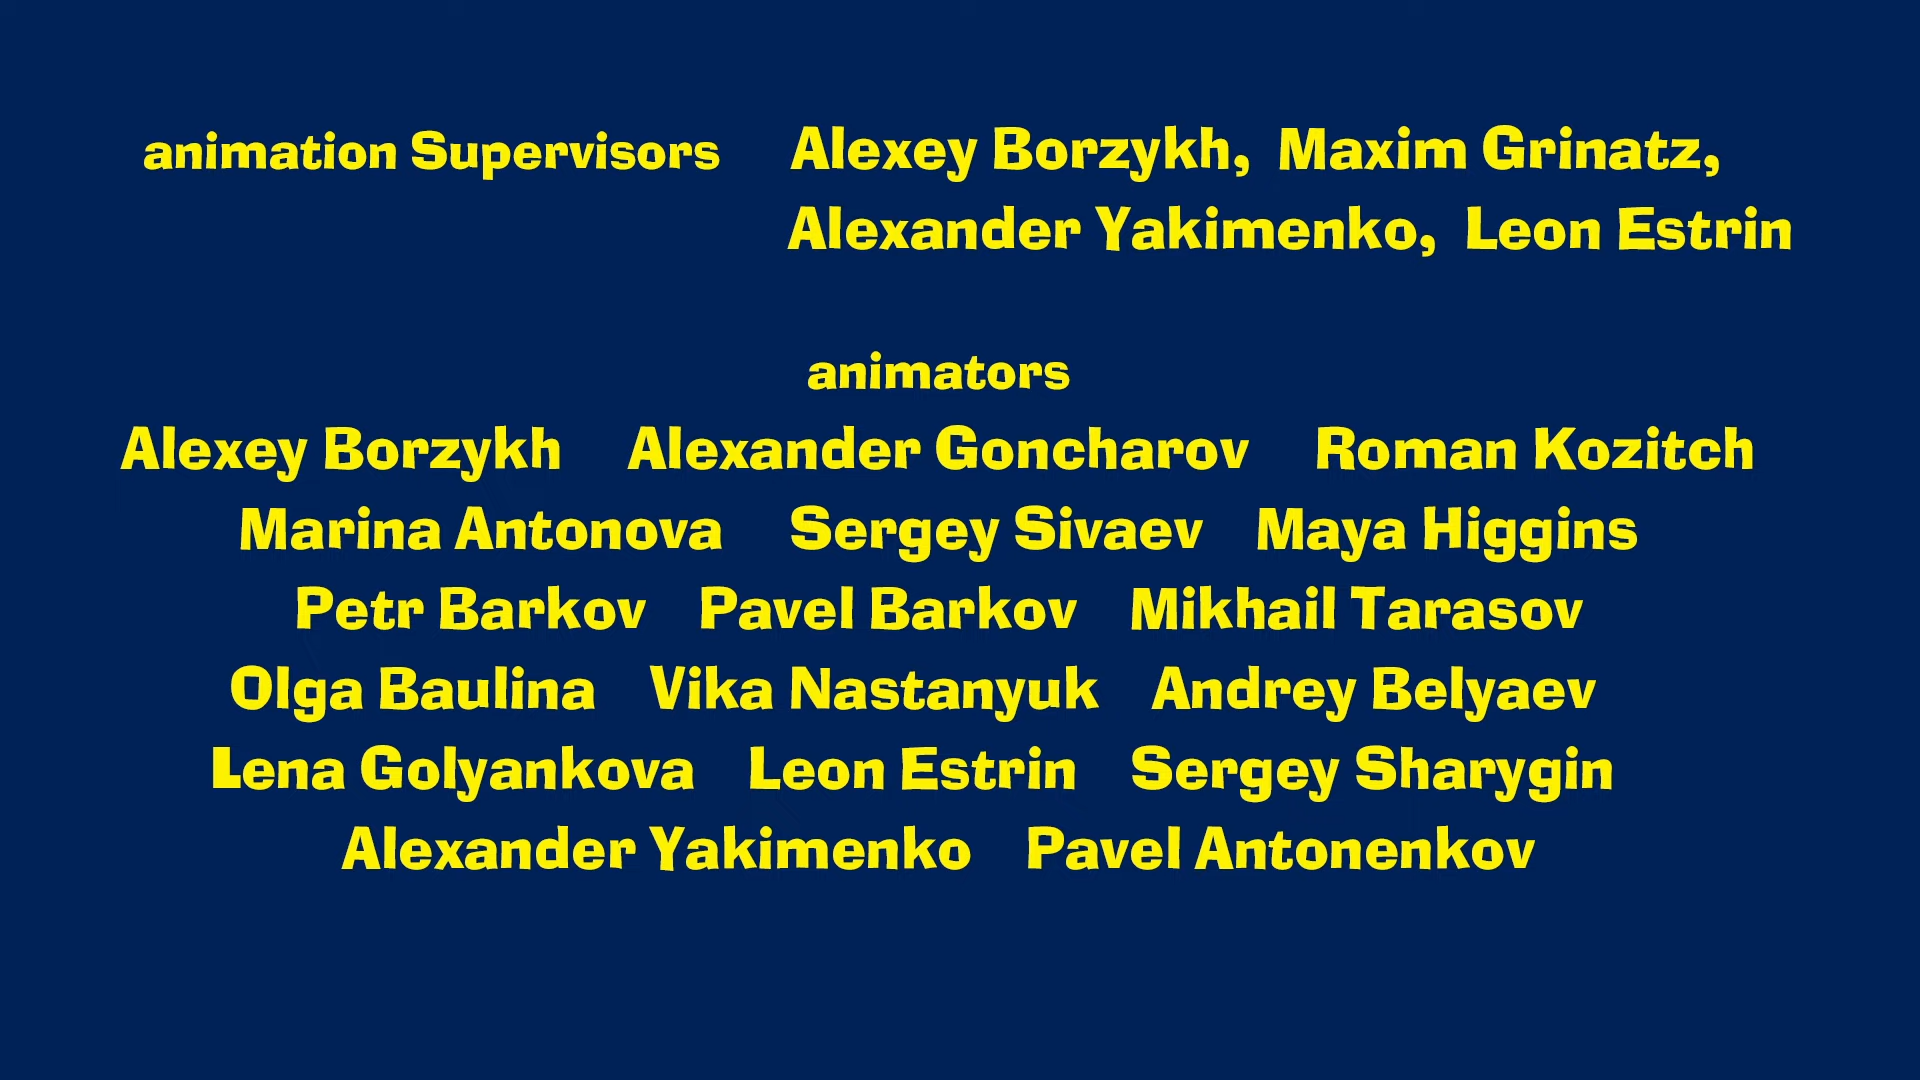 animation Supervisors Alexey Borzykh, Maxim Grinatz,
Alexander Yakimenko, Leon Estrin
animators
Alexey Borzykh Alexander Goncharov Roman Kozitch
Marina Antonova Sergey Sivaev Maya Higgins
Petr Barkov Pavel Barkov Mikhail Tarasov
Olga Baulina Vika Nastanyuk Andrey Belyaev
Lena Golyankova Leon Estrin Sergey Sharygin
Alexander Yakimenko Pavel Antonenkov